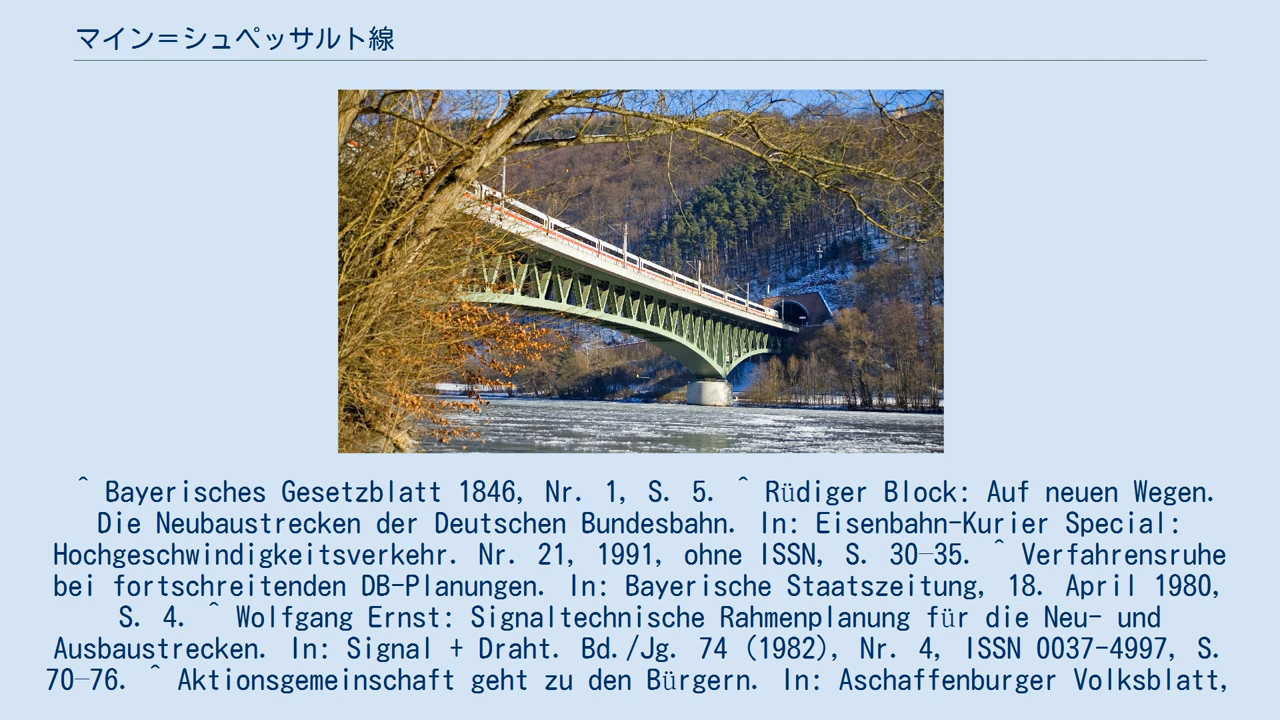 マイン＝シュペッサルト線
^ Bayerisches Gesetzblatt 1846, Nr. 1, S. 5. ^ Rüdiger Block: Auf neuen Wegen.
Die Neubaustrecken der Deutschen Bundesbahn. In: Eisenbahn-Kurier Special:
Hochgeschwindigkeitsverkehr. Nr. 21, 1991, ohne ISSN, S. 30–35. ^ Verfahrensruhe
bei fortschreitenden DB-Planungen. In: Bayerische Staatszeitung, 18. April 1980,
S. 4. ^ Wolfgang Ernst: Signaltechnische Rahmenplanung für die Neu- und
Ausbaustrecken. In: Signal + Draht. Bd./Jg. 74 (1982), Nr. 4, ISSN 0037-4997, S.
70–76. ^ Aktionsgemeinschaft geht zu den Bürgern. In: Aschaffenburger Volksblatt,